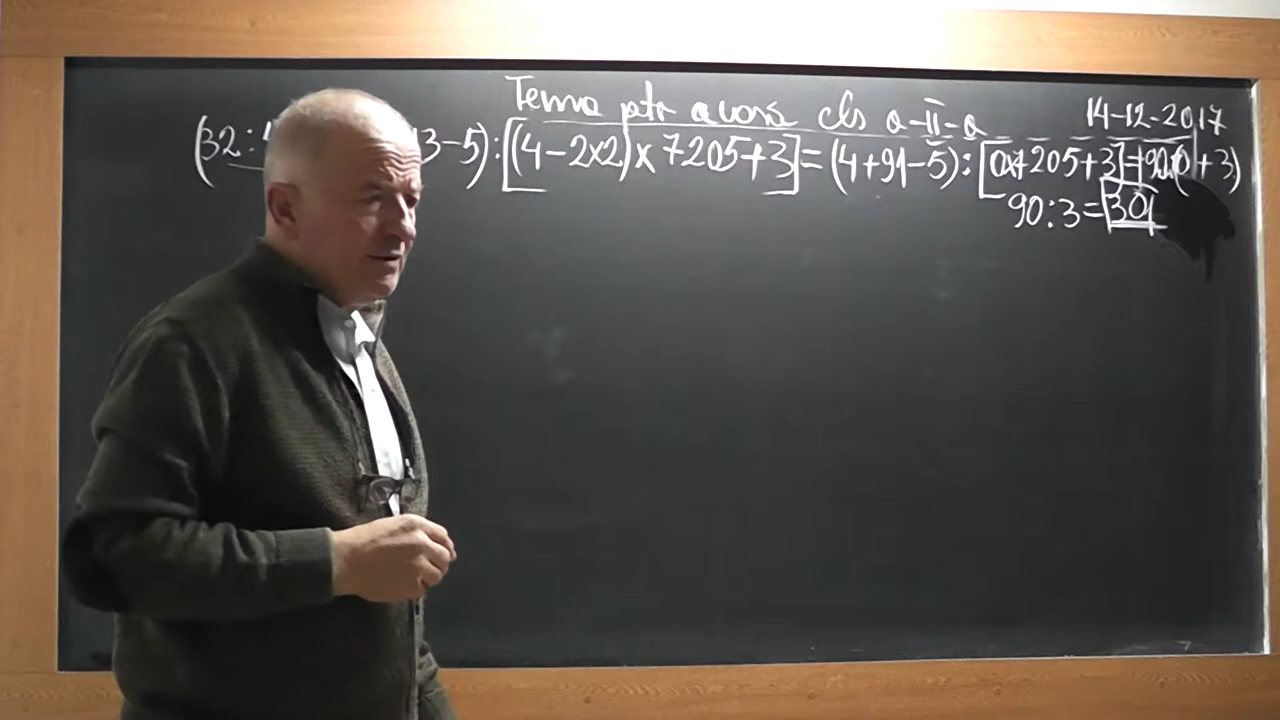 Tema ptr acasă cls a-II-a 14-12-2017
(32: 3-5):[(4-2x2)x7205+3]=(4+91-5):[0x7205+3]=90:(0+3)
90:3=30